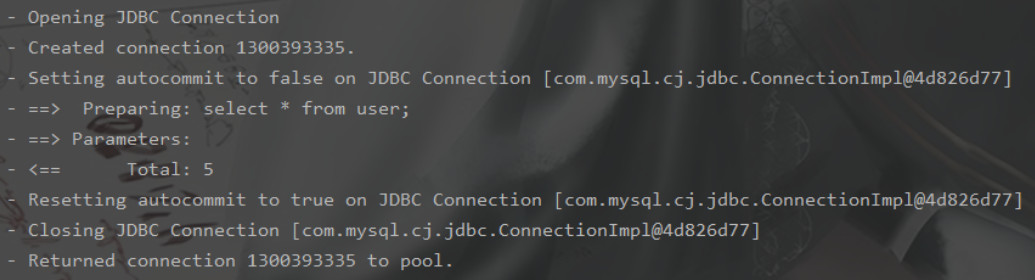 - Opening JDBC Connection
- Created connection 1300393335.
- Setting autocommit to false on JDBC Connection [com.mysql.cj.jdbc.ConnectionImpl@4d826d77]
- ==>  Preparing: select * from user;
- ==> Parameters:
- <==      Total: 5
- Resetting autocommit to true on JDBC Connection [com.mysql.cj.jdbc.ConnectionImpl@4d826d77]
- Closing JDBC Connection [com.mysql.cj.jdbc.ConnectionImpl@4d826d77]
- Returned connection 1300393335 to pool.